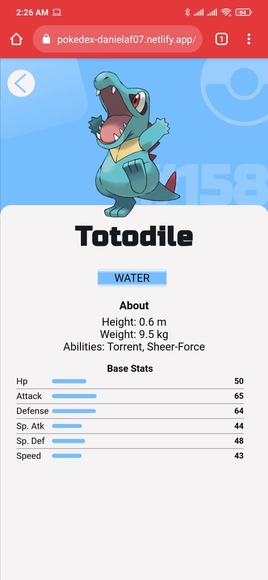 2:26 AM
64
pokedex-danielaf07.netlify.app/
1
#158
Totodile
WATER
About
Height: 0.6 m
Weight: 9.5 kg
Abilities: Torrent, Sheer-Force
Base Stats
Hp 50
Attack 65
Defense 64
Sp. Atk 44
Sp. Def 48
Speed 43